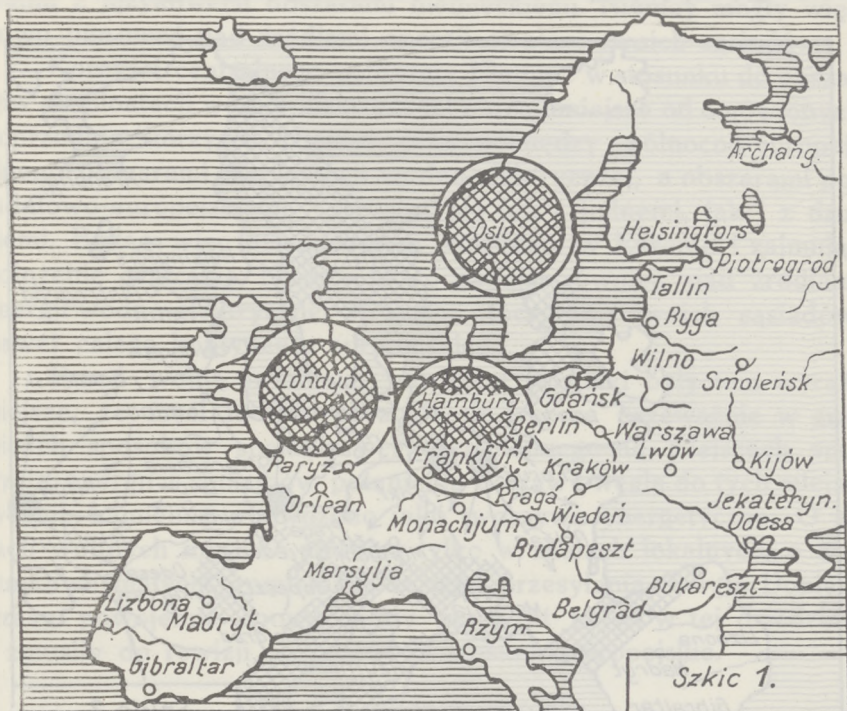 Archang.
Oslo
Helsingfors
Piotrogród
Tallin
Ryga
Wilno
Smoleńsk
Londyn
Hamburg
Gdańsk
Berlin
Warszawa
Lwów
Paryż
Frankfurt
Kraków
Kijów
Orlean
Praga
Monachjum
Wiedeń
Jekateryn.
Odesa
Budapeszt
Marsylja
Bukareszt
Lizbona
Madryt.
Belgrad
Rzym
Gibraltar
Szkic 1.